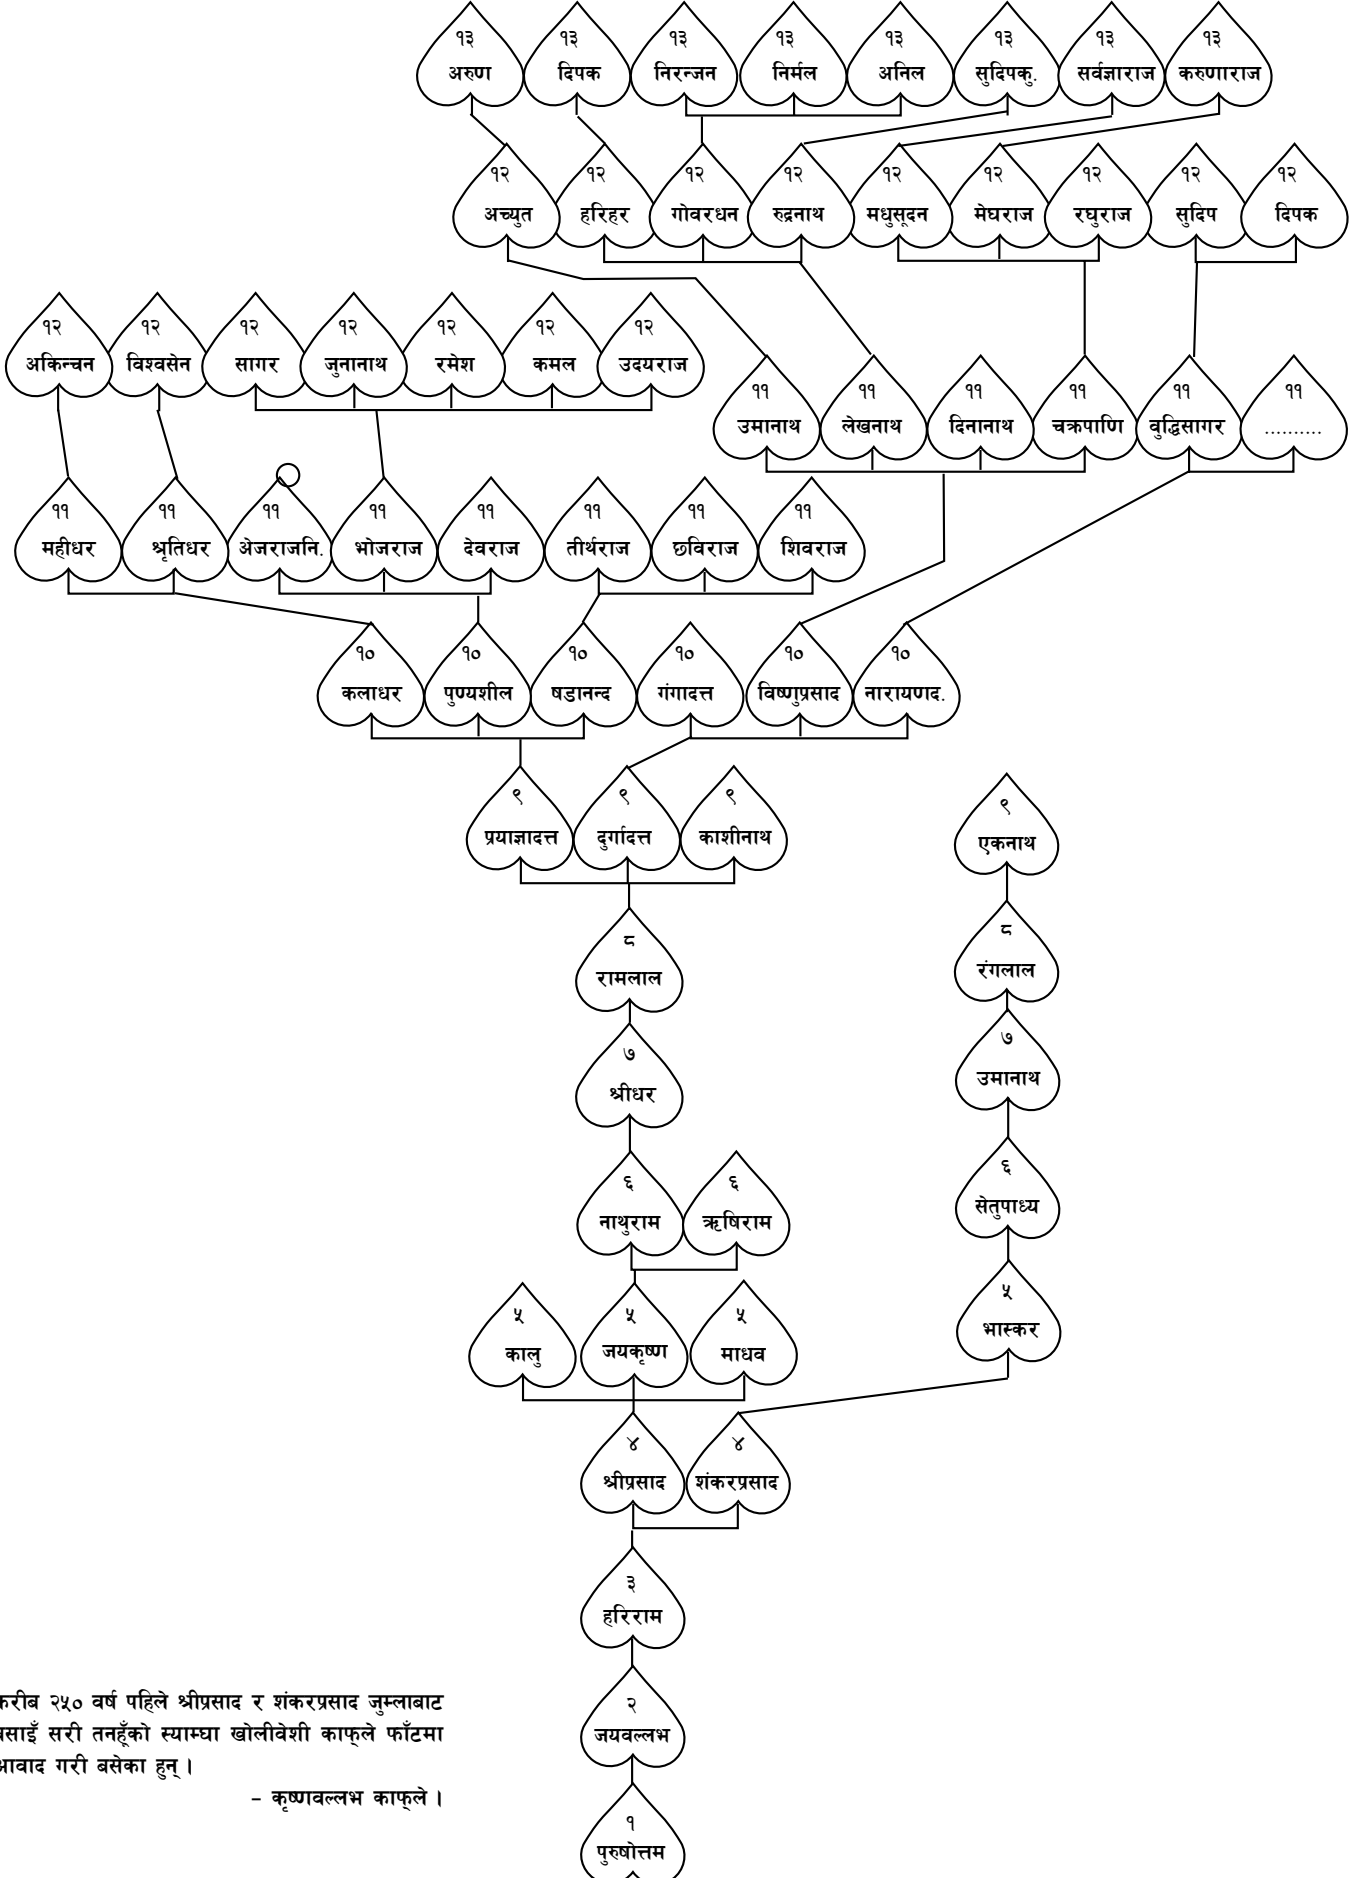 १३ १३ १३ १३ १३ १३ १३ १३
अरुण दिपक निरन्जन निर्मल अनिल सुदिपकु. सर्वज्ञाराज करुणाराज
१२ १२ १२ १२ १२ १२ १२ १२ १२
अच्युत हरिहर गोवरधन रुद्रनाथ मधुसूदन मेघराज रघुराज सुदिप दिपक
१२ १२ १२ १२ १२ १२ १२
अकिन्चन विश्वसेन सागर जुनानाथ रमेश कमल उदयराज
११ ११ ११ ११ ११ ११
उमानाथ लेखनाथ दिनानाथ चक्रपाणि वुद्धिसागर ..........
११ ११ ११ ११ ११ ११ ११ ११
महीधर श्रृतिधर अेजराजनि. भोजराज देवराज तीर्थराज छविराज शिवराज
१० १० १० १० १० १०
कलाधर पुण्यशील षडानन्द गंगादत्त विष्णुप्रसाद नारायणद.
९ ९ ९ ९
प्रयाज्ञादत्त दुर्गादत्त काशीनाथ एकनाथ
८ ८
रामलाल रंगलाल
७ ७
श्रीधर उमानाथ
६ ६ ६
नाथुराम ऋषिराम सेतुपाध्य
५ ५ ५ ५
कालु जयकृष्ण माधव भास्कर
४ ४
श्रीप्रसाद शंकरप्रसाद
३
हरिराम
२
जयवल्लभ
१
पुरुषोत्तम
करीब २५० वर्ष पहिले श्रीप्रसाद र शंकरप्रसाद जुम्लाबाट
बसाइँ सरी तनहूँको स्याम्घा खोलीवेशी काफ्ले फाँटमा
आवाद गरी बसेका हुन् ।
– कृष्णवल्लभ काफ्ले ।